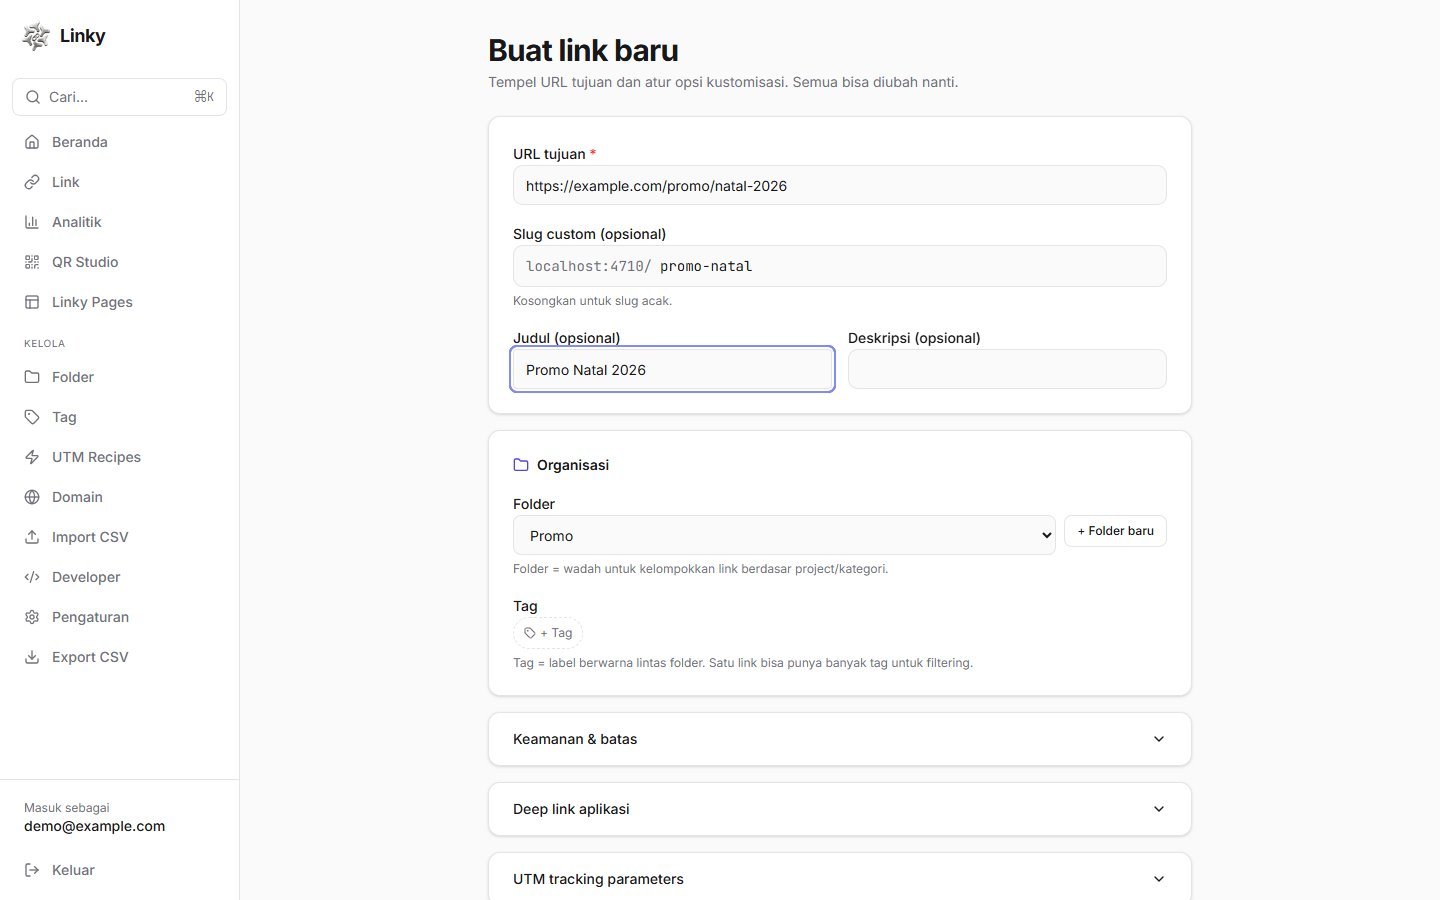 Linky
Cari... ⌘K
Beranda
Link
Analitik
QR Studio
Linky Pages
KELOLA
Folder
Tag
UTM Recipes
Domain
Import CSV
Developer
Pengaturan
Export CSV
Masuk sebagai
demo@example.com
Keluar
Buat link baru
Tempel URL tujuan dan atur opsi kustomisasi. Semua bisa diubah nanti.
URL tujuan *
https://example.com/promo/natal-2026
Slug custom (opsional)
localhost:4710/ promo-natal
Kosongkan untuk slug acak.
Judul (opsional)
Promo Natal 2026
Deskripsi (opsional)
Organisasi
Folder
Promo
+ Folder baru
Folder = wadah untuk kelompokkan link berdasar project/kategori.
Tag
+ Tag
Tag = label berwarna lintas folder. Satu link bisa punya banyak tag untuk filtering.
Keamanan & batas
Deep link aplikasi
UTM tracking parameters